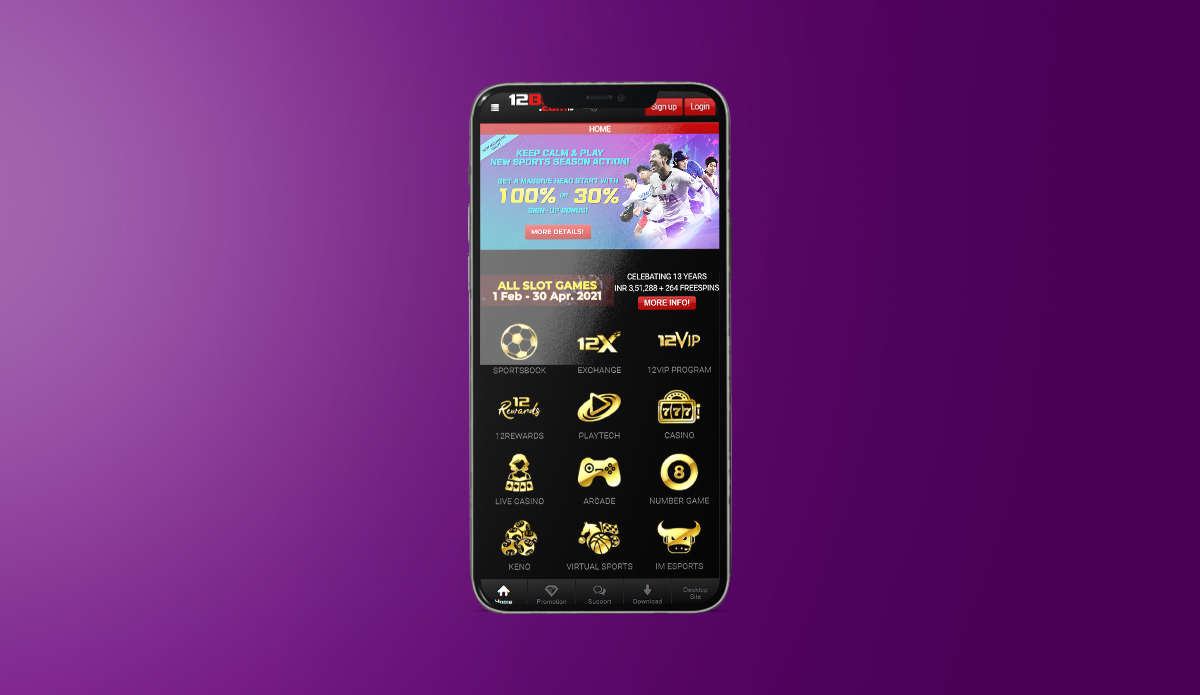 12B
Sign up
Login
HOME
KEEP CALM & PLAY
NEW SPORTS SEASON ACTION!
GET A MASSIVE HEAD START WITH
100% OR 30%
SIGN-UP BONUS!
MORE DETAILS!
AIA
ALL SLOT GAMES
1 Feb - 30 Apr. 2021
CELEBRATING 13 YEARS
INR 3,51,288 + 264 FREESPINS
MORE INFO!
12X
12VIP
SPORTSBOOK
EXCHANGE
12VIP PROGRAM
12
Rewards
777
12REWARDS
PLAYTECH
CASINO
8
LIVE CASINO
ARCADE
NUMBER GAME
KENO
VIRTUAL SPORTS
IM ESPORTS
Home
Promotion
Support
Download
Desktop
Site